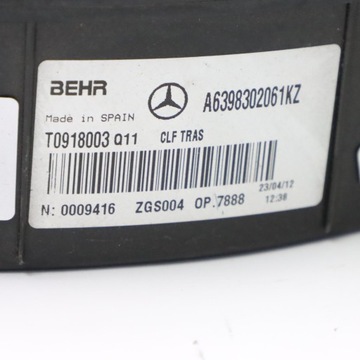 BEHR
A6398302061KZ
Made in SPAIN
T0918003 Q11 CLF TRAS
23/04/12
N: 0009416 ZGS004 OP.7888 12:38